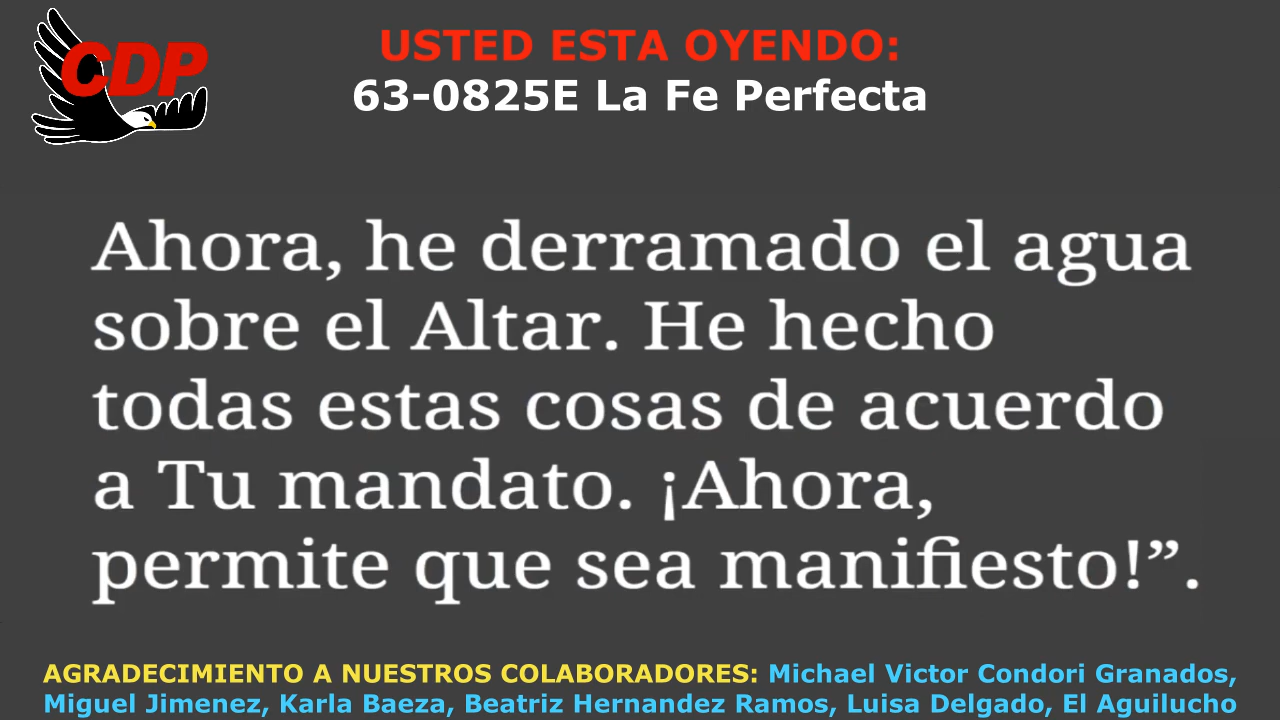 CDP
USTED ESTA OYENDO:
63-0825E La Fe Perfecta
Ahora, he derramado el agua
sobre el Altar. He hecho
todas estas cosas de acuerdo
a Tu mandato. ¡Ahora,
permite que sea manifiesto!”.
AGRADECIMIENTO A NUESTROS COLABORADORES: Michael Victor Condori Granados,
Miguel Jimenez, Karla Baeza, Beatriz Hernandez Ramos, Luisa Delgado, El Aguilucho